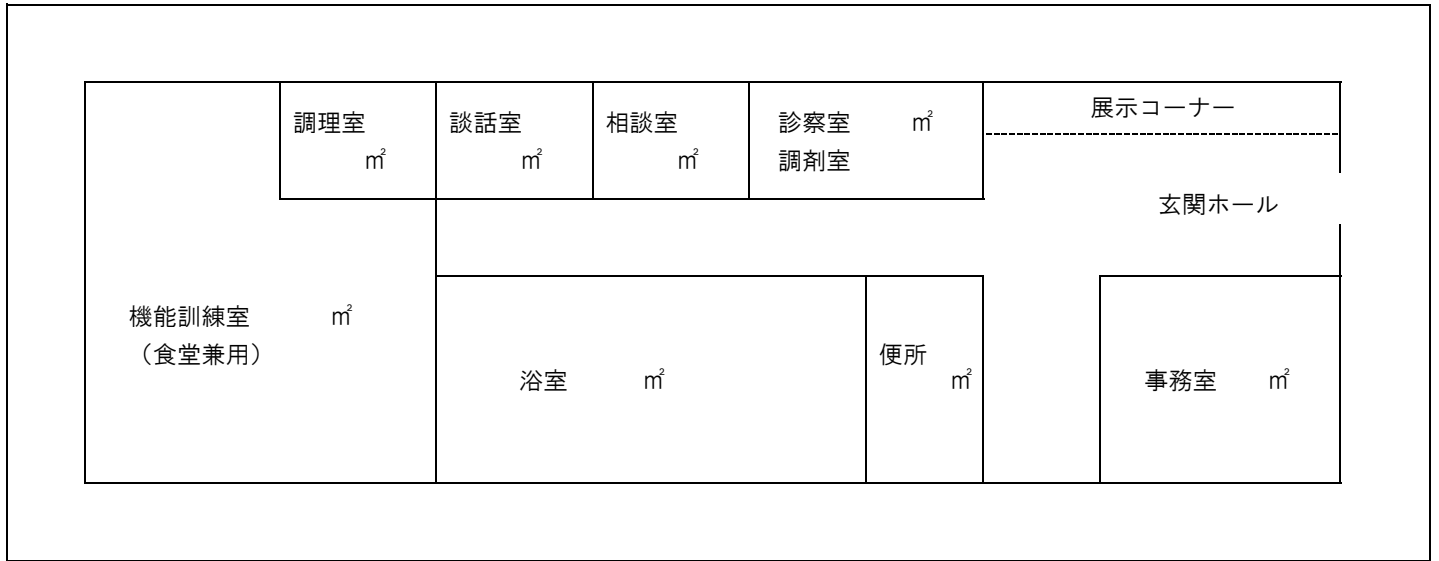 展示コーナー
調理室
㎡
談話室
㎡
相談室
㎡
診察室 ㎡
調剤室
玄関ホール
機能訓練室 ㎡
（食堂兼用）
浴室 ㎡
便所
㎡
事務室 ㎡